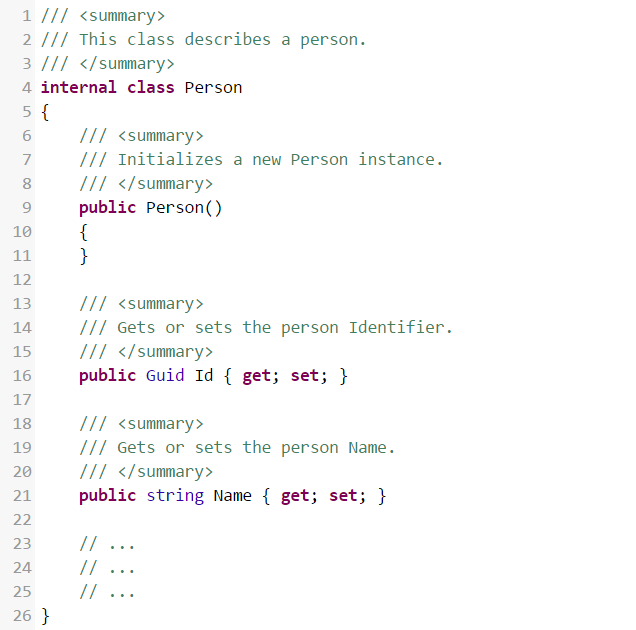 1 /// <summary>
2 /// This class describes a person.
3 /// </summary>
4 internal class Person
5 {
6     /// <summary>
7     /// Initializes a new Person instance.
8     /// </summary>
9     public Person()
10     {
11     }
12
13     /// <summary>
14     /// Gets or sets the person Identifier.
15     /// </summary>
16     public Guid Id { get; set; }
17
18     /// <summary>
19     /// Gets or sets the person Name.
20     /// </summary>
21     public string Name { get; set; }
22
23     // ...
24     // ...
25     // ...
26 }